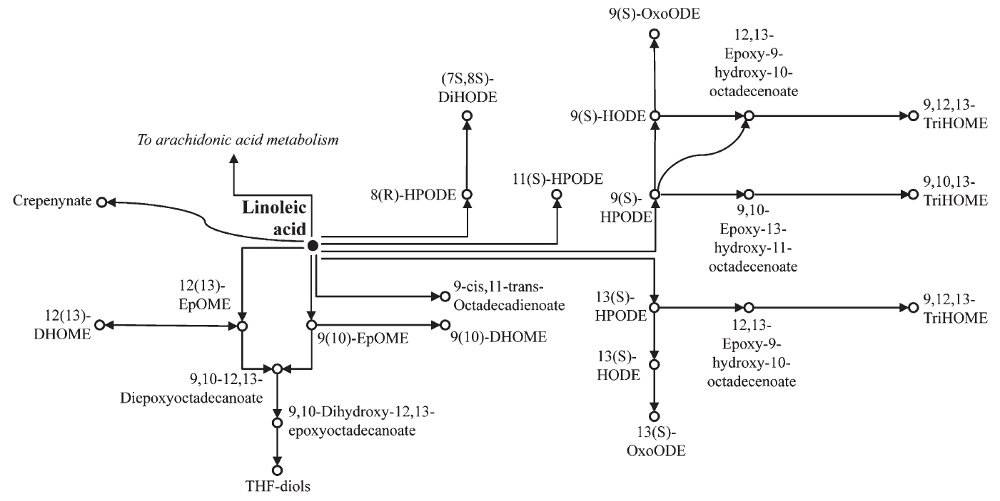 9(S)-OxoODE
12,13-
Epoxy-9-
hydroxy-10-
octadecenoate
(7S,8S)-
DiHODE
9(S)-HODE
9,12,13-
TriHOME
To arachidonic acid metabolism
Crepenynate
Linoleic
acid
8(R)-HPODE
11(S)-HPODE
9(S)-
HPODE
9,10-
Epoxy-13-
hydroxy-11-
octadecenoate
9,10,13-
TriHOME
12(13)-
EpOME
12(13)-
DHOME
9-cis,11-trans-
Octadecadienoate
9(10)-EpOME
9(10)-DHOME
13(S)-
HPODE
12,13-
Epoxy-9-
hydroxy-10-
octadecenoate
9,12,13-
TriHOME
13(S)-
HODE
9,10-12,13-
Diepoxyoctadecanoate
9,10-Dihydroxy-12,13-
epoxyoctadecanoate
13(S)-
OxoODE
THF-diols